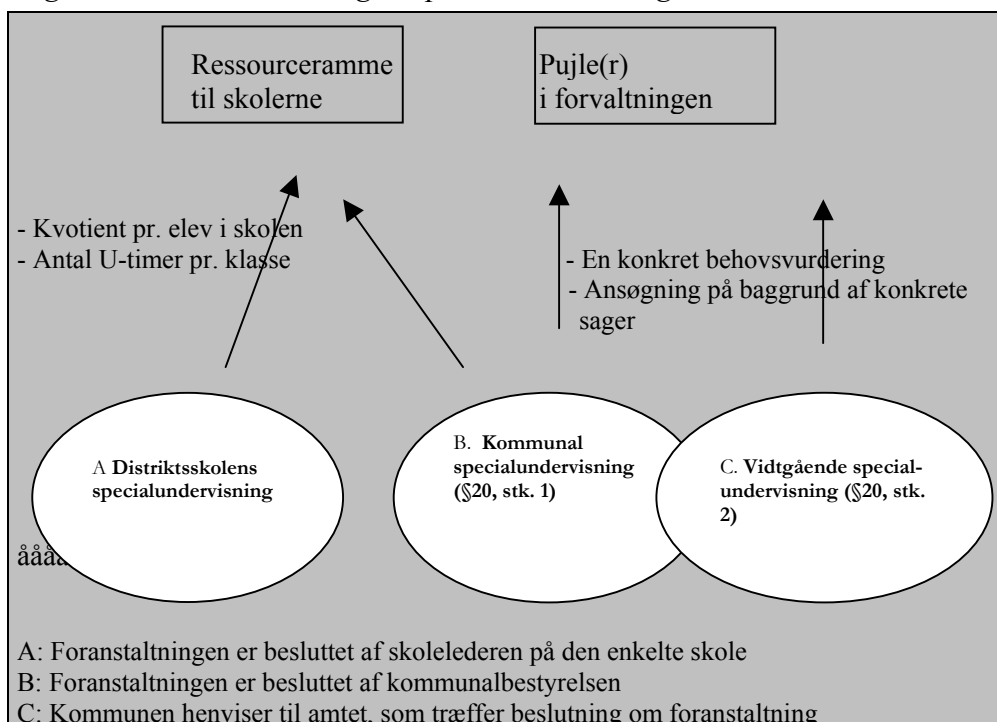 Ressourceramme
til skolerne
Pujle(r)
i forvaltningen
- Kvotient pr. elev i skolen
- Antal U-timer pr. klasse
- En konkret behovsvurdering
- Ansøgning på baggrund af konkrete
sager
A Distriktsskolens
specialundervisning
B. Kommunal
specialundervisning
(§20, stk. 1)
C. Vidtgående special-
undervisning (§20, stk.
2)
ååå
A: Foranstaltningen er besluttet af skolelederen på den enkelte skole
B: Foranstaltningen er besluttet af kommunalbestyrelsen
C: Kommunen henviser til amtet, som træffer beslutning om foranstaltning